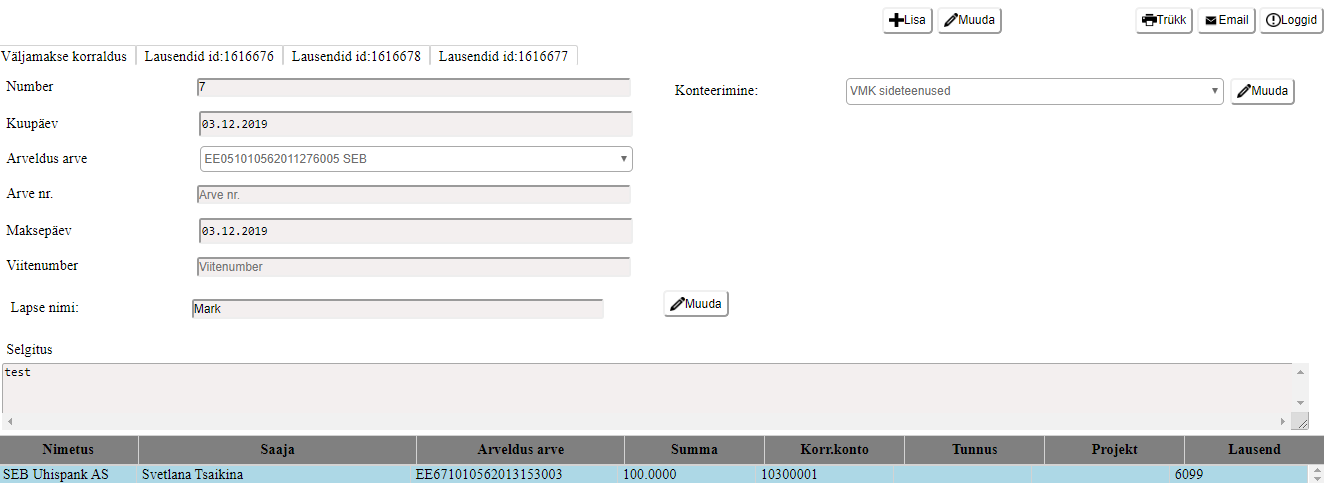 Lisa Muuda Trükk Email Loggid
Väljamakse korraldus Lausendid id:1616676 Lausendid id:1616678 Lausendid id:1616677
Number 7 Konteerimine: VMK sideteenused Muuda
Kuupäev 03.12.2019
Arveldus arve EE051010562011276005 SEB
Arve nr. Arve nr.
Maksepäev 03.12.2019
Viitenumber Viitenumber
Lapse nimi: Mark Muuda
Selgitus
test
Nimetus Saaja Arveldus arve Summa Korr.konto Tunnus Projekt Lausend
SEB Uhispank AS Svetlana Tsaikina EE671010562013153003 100.0000 10300001 6099